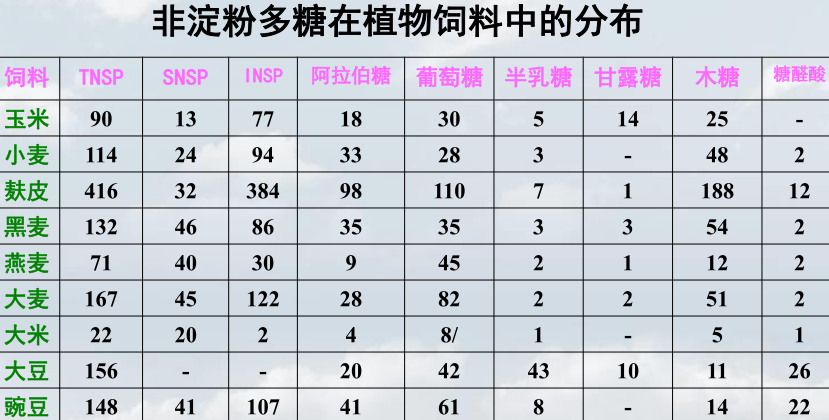 非淀粉多糖在植物饲料中的分布
饲料 TNSP SNSP INSP 阿拉伯糖 葡萄糖 半乳糖 甘露糖 木糖 糖醛酸
玉米 90 13 77 18 30 5 14 25 -
小麦 114 24 94 33 28 3 - 48 2
麸皮 416 32 384 98 110 7 1 188 12
黑麦 132 46 86 35 35 3 3 54 2
燕麦 71 40 30 9 45 2 1 12 2
大麦 167 45 122 28 82 2 2 51 2
大米 22 20 2 4 8/ 1 - 5 1
大豆 156 - - 20 42 43 10 11 26
豌豆 148 41 107 41 61 8 - 14 22